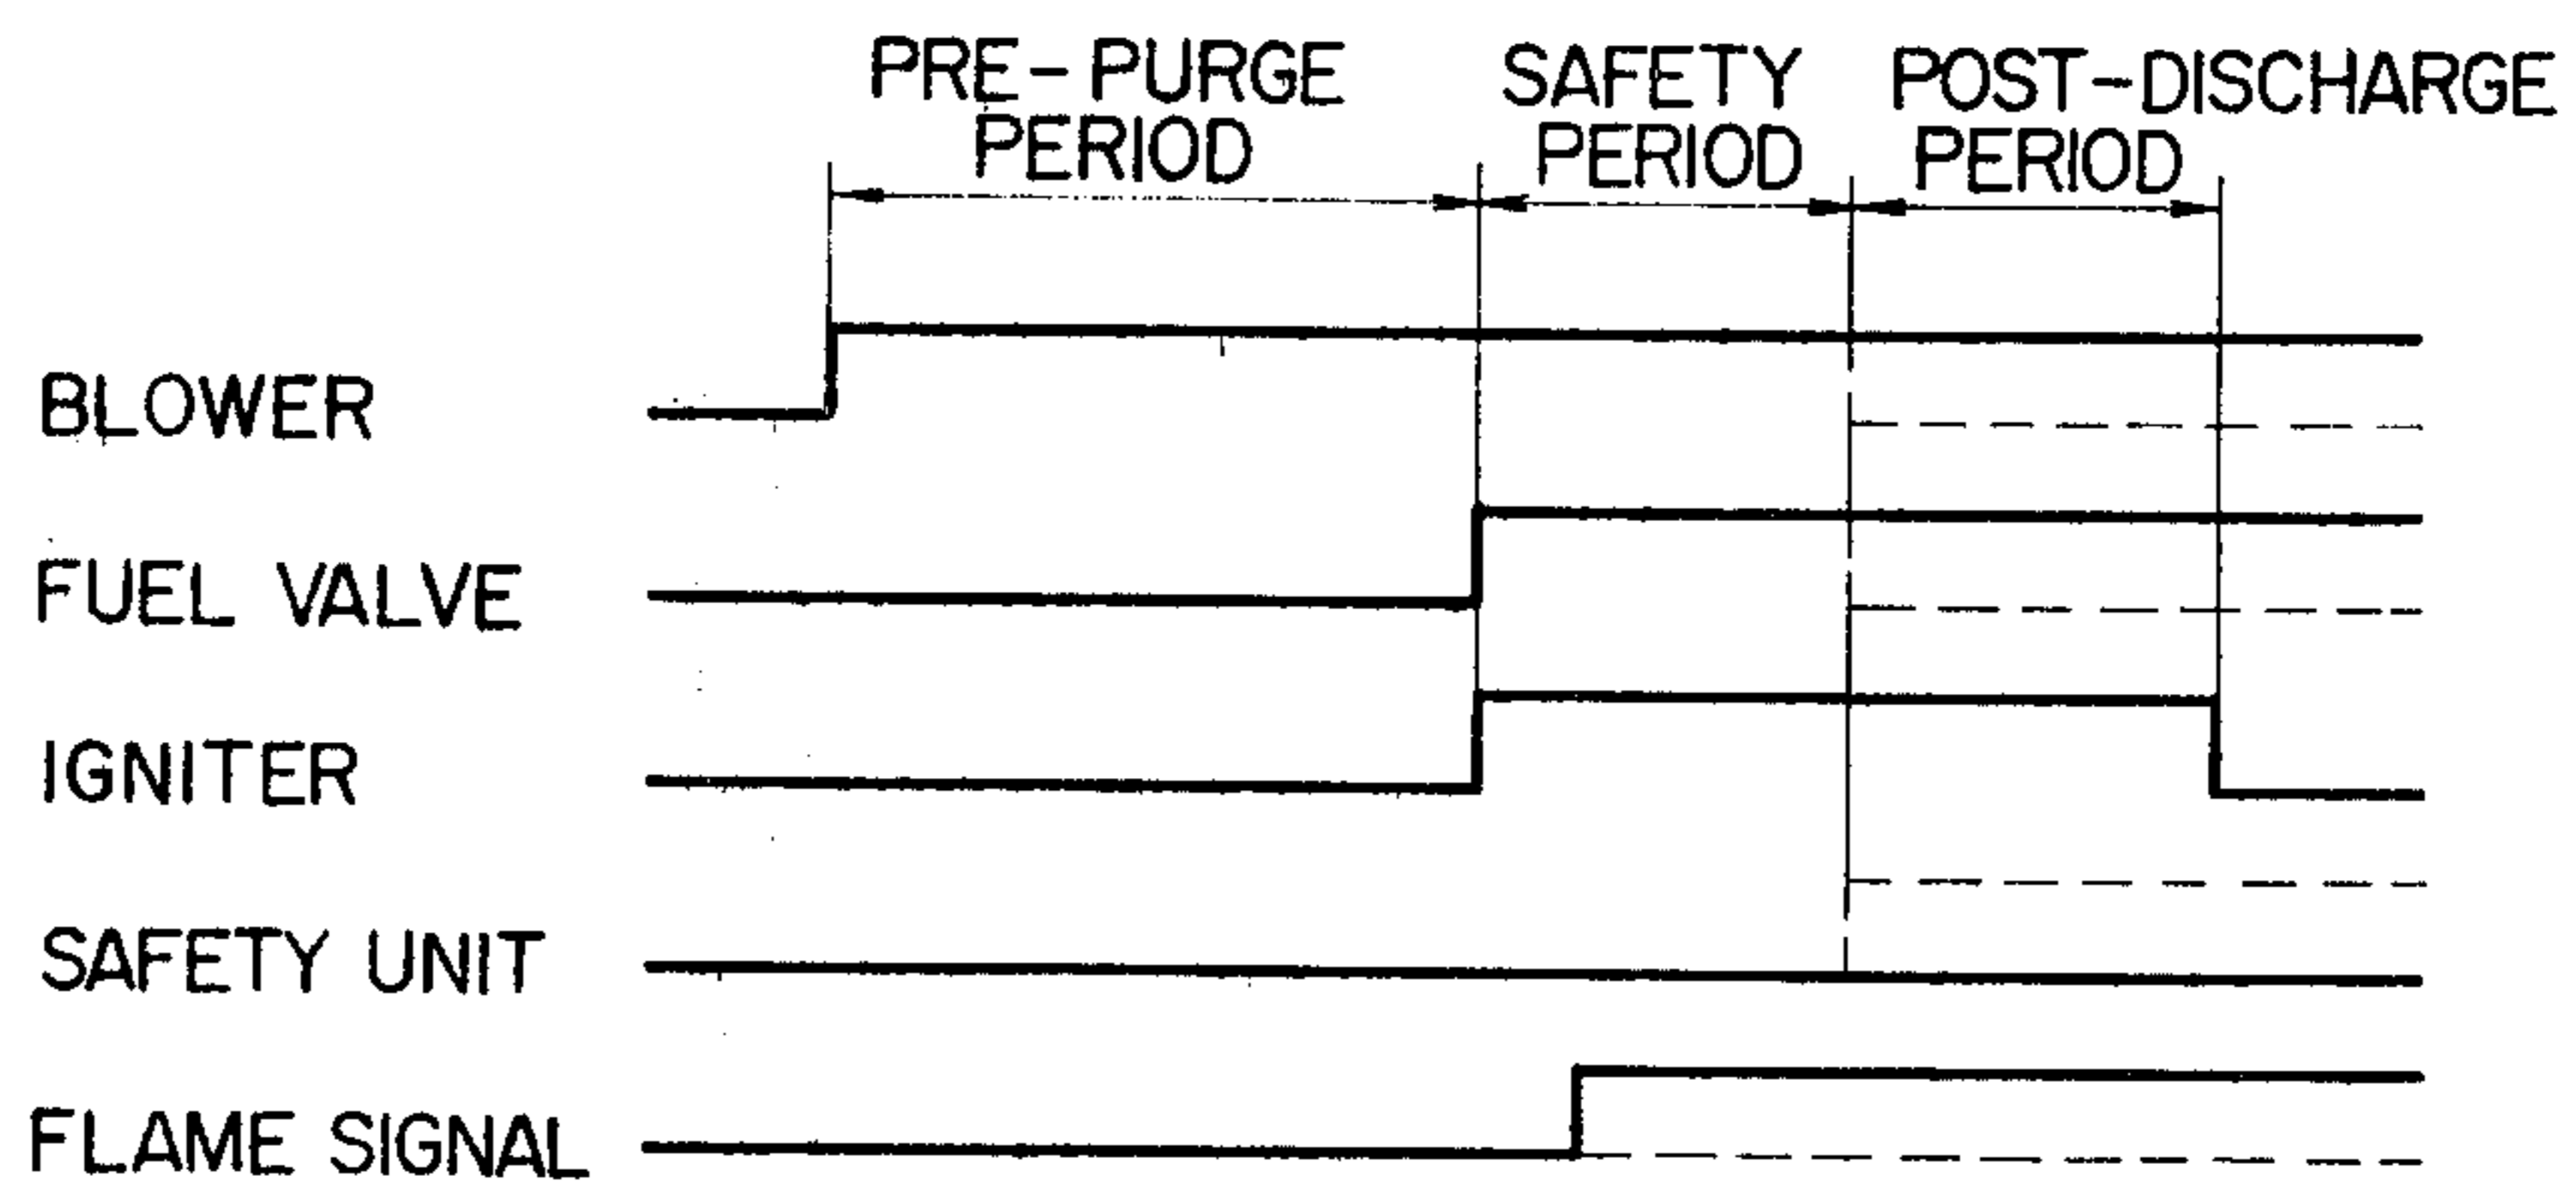 PRE-PURGE
PERIOD
SAFETY
PERIOD
POST-DISCHARGE
PERIOD
BLOWER
FUEL VALVE
IGNITER
SAFETY UNIT
FLAME SIGNAL